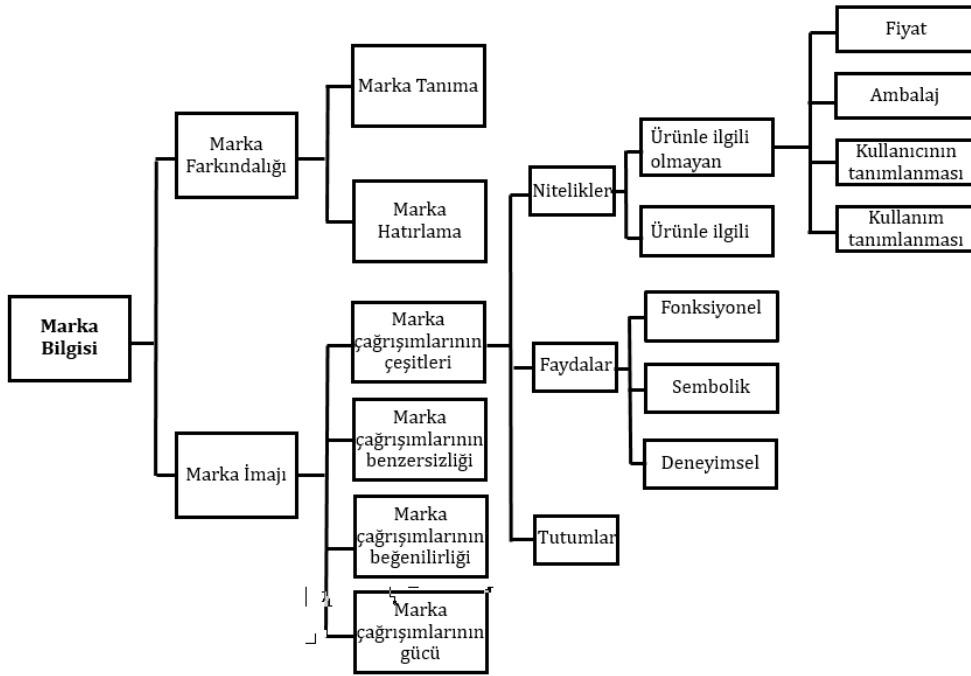 Marka
Bilgisi
Marka
Farkındalığı
Marka İmajı
Marka Tanıma
Marka
Hatırlama
Marka
çağrışımlarının
çeşitleri
Marka
çağrışımlarının
benzersizliği
Marka
çağrışımlarının
beğenilirliği
Marka
çağrışımlarının
gücü
Nitelikler
Faydalar
Tutumlar
Ürünle ilgili
olmayan
Ürünle ilgili
Fonksiyonel
Sembolik
Deneyimsel
Fiyat
Ambalaj
Kullanıcının
tanımlanması
Kullanım
tanımlanması